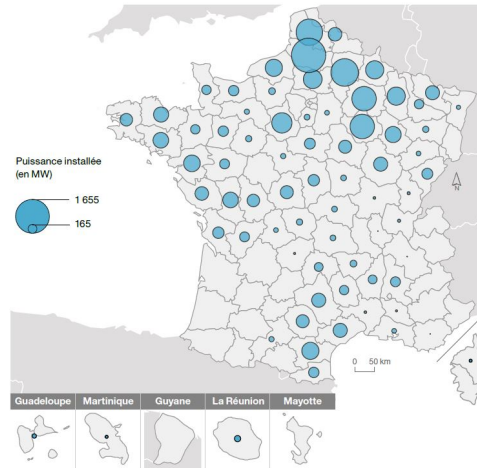 Puissance installée
(en MW)
1 655
165
N
0 50 km
Guadeloupe
Martinique
Guyane
La Réunion
Mayotte